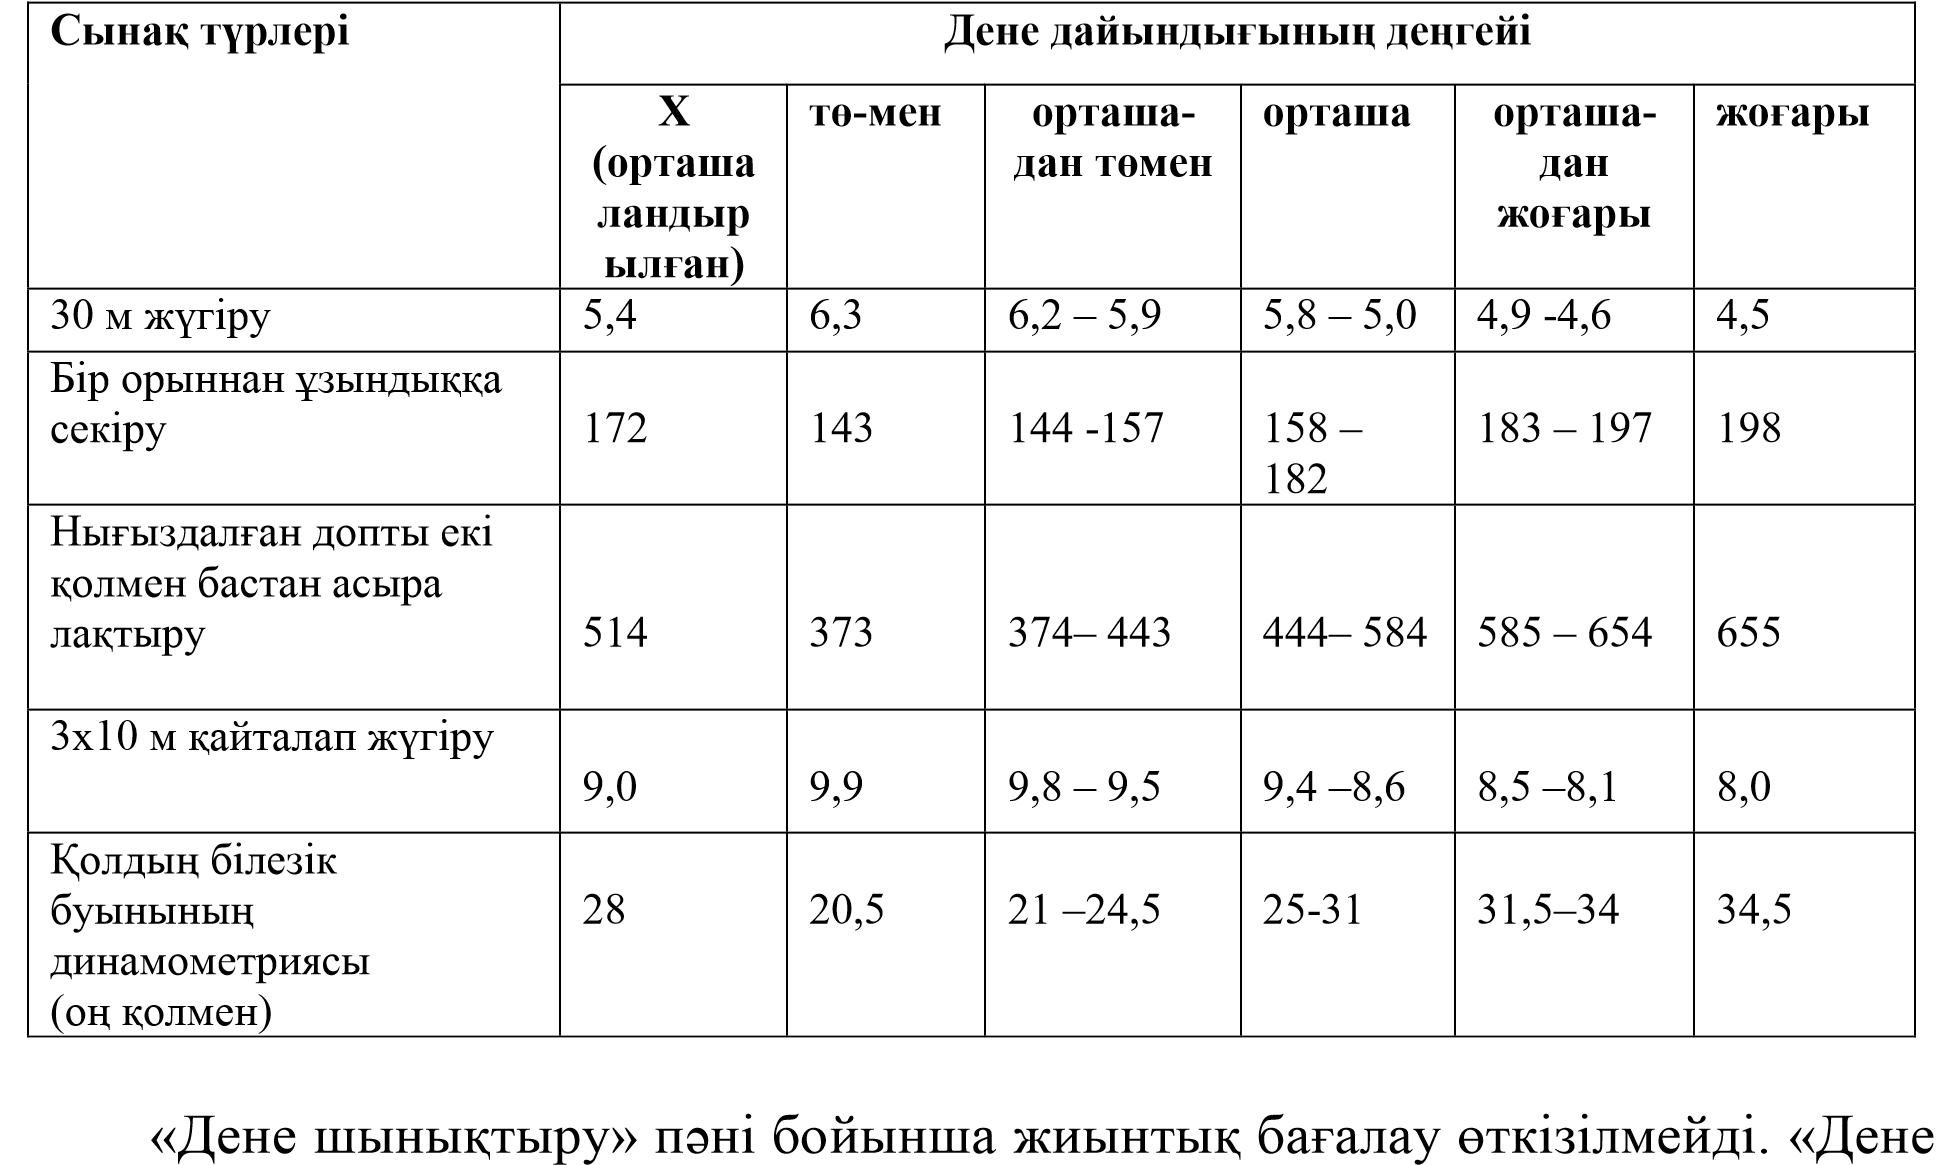 Сынақ түрлері
Дене дайындығының деңгейі
Х
(орташа
ландыр
ылған)
тө-мен
орташа-
дан төмен
орташа
орташа-
дан
жоғары
жоғары
30 м жүгіру
5,4
6,3
6,2 – 5,9
5,8 – 5,0
4,9 -4,6
4,5
Бір орыннан ұзындыққа
секіру
172
143
144 -157
158 –
182
183 – 197
198
Нығыздалған допты екі
қолмен бастан асыра
лақтыру
514
373
374– 443
444– 584
585 – 654
655
3х10 м қайталап жүгіру
9,0
9,9
9,8 – 9,5
9,4 –8,6
8,5 –8,1
8,0
Қолдың білезік
буынының
динамометриясы
(оң қолмен)
28
20,5
21 –24,5
25-31
31,5–34
34,5
«Дене шынықтыру» пәні бойынша жиынтық бағалау өткізілмейді. «Дене